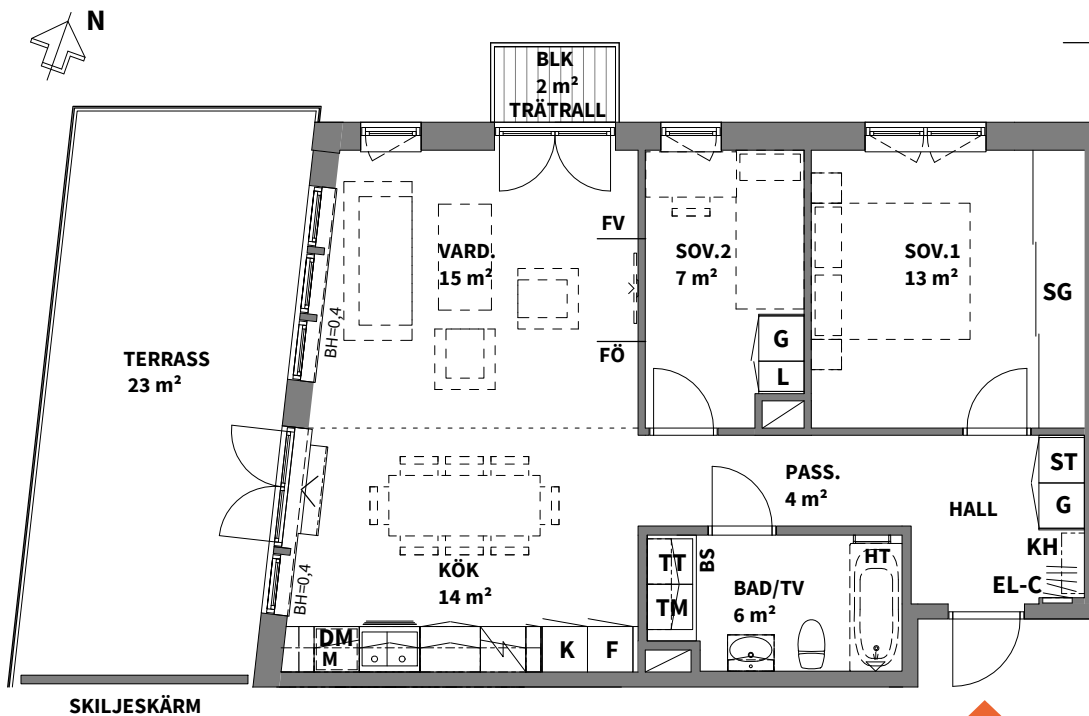 N
BLK
2 m²
TRÄTRALL
FV
VARD.
15 m²
SOV.2
7 m²
SOV.1
13 m²
SG
BH=0,4
FÖ
G
L
TERRASS
23 m²
ST
PASS.
4 m²
G
HALL
KÖK
14 m²
BH=0,4
TT
BS
HT
KH
TM
BAD/TV
6 m²
EL-C
DM
M
K
F
SKILJESKÄRM